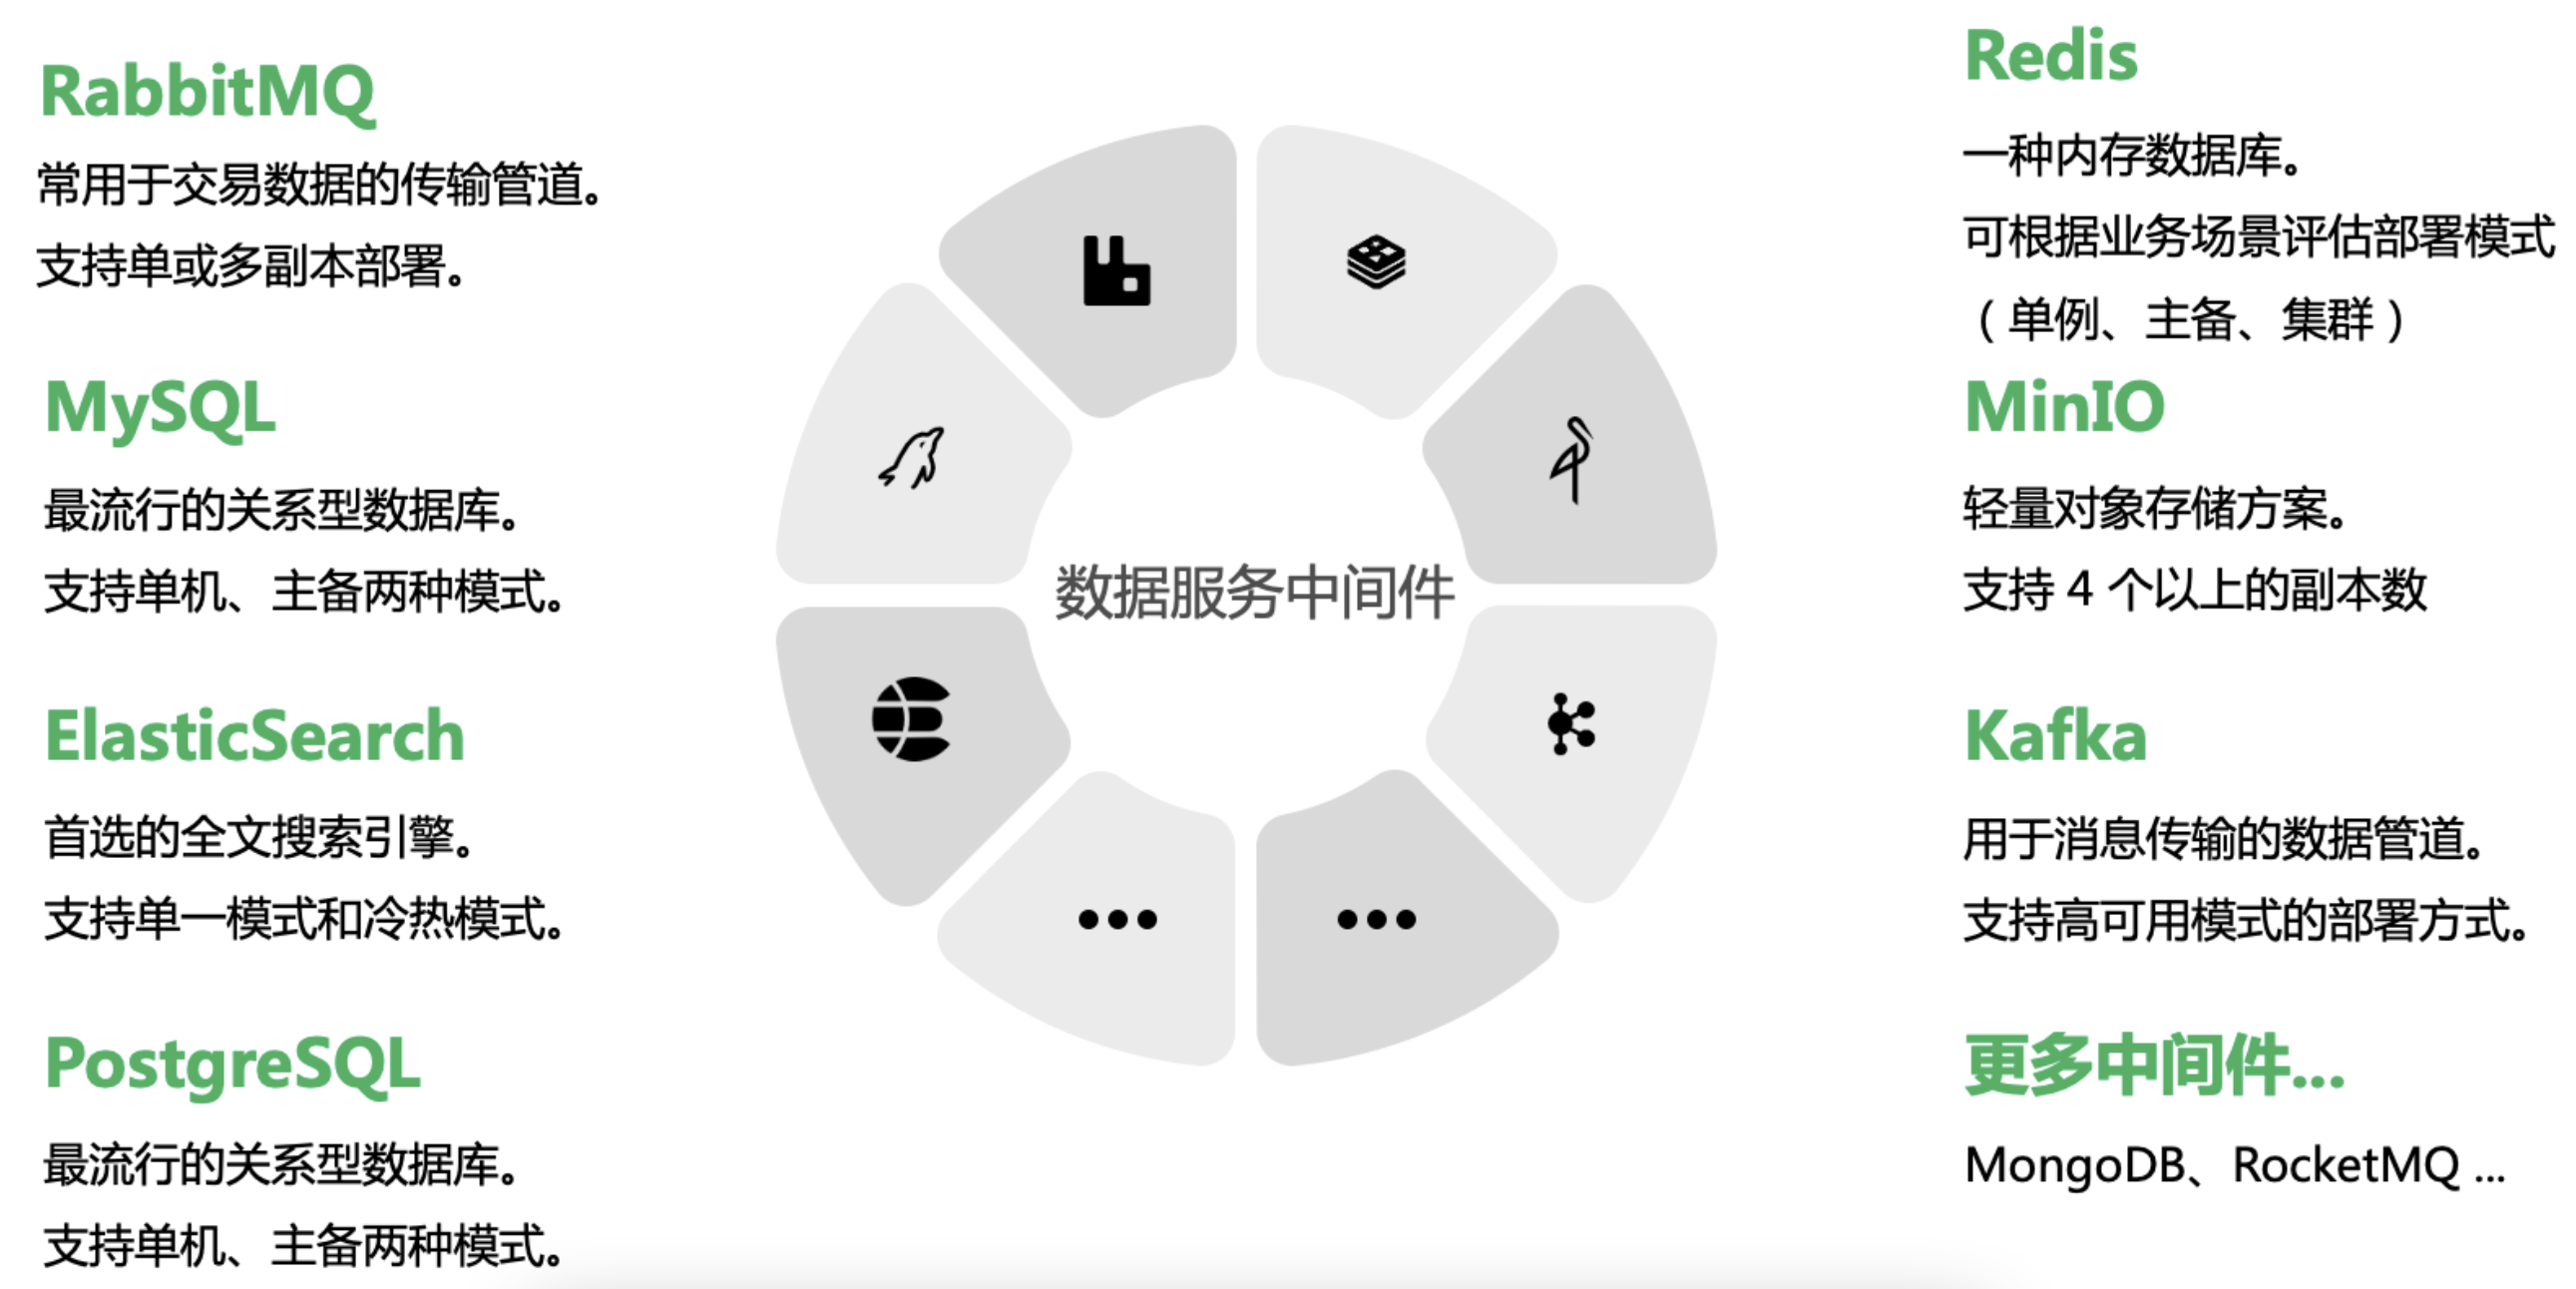 RabbitMQ
常用于交易数据的传输管道。
支持单或多副本部署。
MySQL
最流行的关系型数据库。
支持单机、主备两种模式。
ElasticSearch
首选的全文搜索引擎。
支持单一模式和冷热模式。
PostgreSQL
最流行的关系型数据库。
支持单机、主备两种模式。
数据服务中间件
Redis
一种内存数据库。
可根据业务场景评估部署模式
（单例、主备、集群）
MinIO
轻量对象存储方案。
支持 4 个以上的副本数
Kafka
用于消息传输的数据管道。
支持高可用模式的部署方式。
更多中间件...
MongoDB、RocketMQ ...